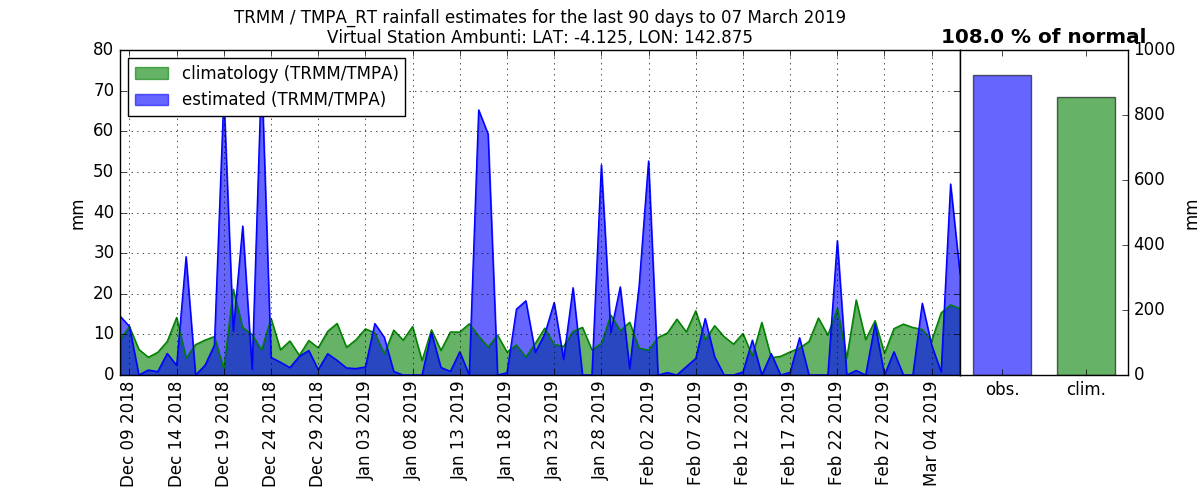 TRMM / TMPA_RT rainfall estimates for the last 90 days to 07 March 2019
Virtual Station Ambunti: LAT: -4.125, LON: 142.875
108.0 % of normal
climatology (TRMM/TMPA)
estimated (TRMM/TMPA)
mm
80
70
60
50
40
30
20
10
0
Dec 09 2018
Dec 14 2018
Dec 19 2018
Dec 24 2018
Dec 29 2018
Jan 03 2019
Jan 08 2019
Jan 13 2019
Jan 18 2019
Jan 23 2019
Jan 28 2019
Feb 02 2019
Feb 07 2019
Feb 12 2019
Feb 17 2019
Feb 22 2019
Feb 27 2019
Mar 04 2019
obs.
clim.
1000
800
600
400
200
0
mm